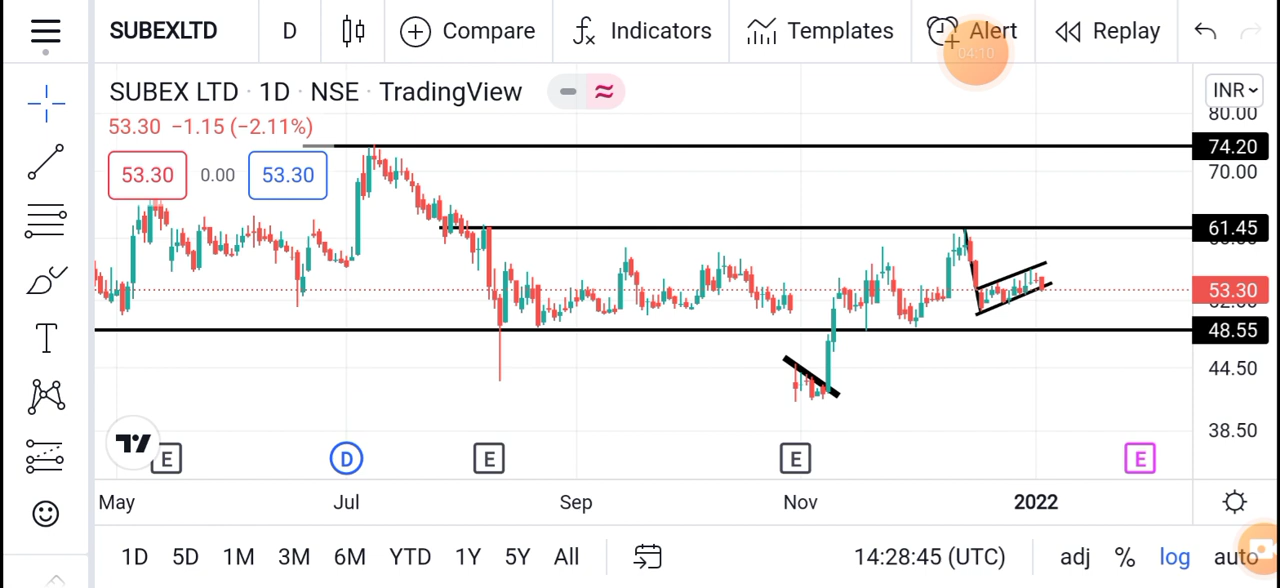 SUBEXLTD D Compare Indicators Templates Alert Replay
04:10
SUBEX LTD · 1D · NSE · TradingView
INR
80.00
53.30 −1.15 (−2.11%)
74.20
53.30 0.00 53.30
70.00
61.45
53.30
48.55
44.50
38.50
E D E E E
May Jul Sep Nov 2022
1D 5D 1M 3M 6M YTD 1Y 5Y All 14:28:45 (UTC) adj % log auto